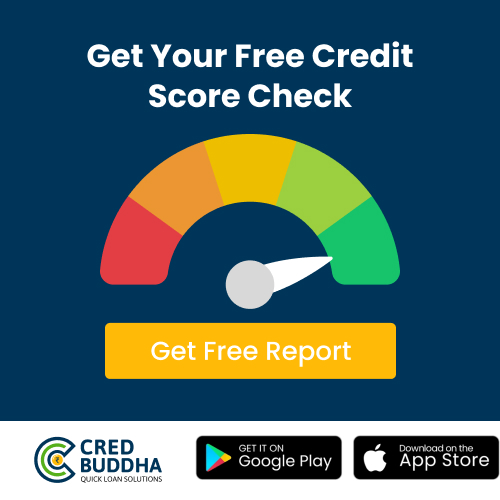 Get Your Free Credit
Score Check
Get Free Report
CRED
BUDDHA
QUICK LOAN SOLUTIONS
GET IT ON
Google Play
Download on the
App Store